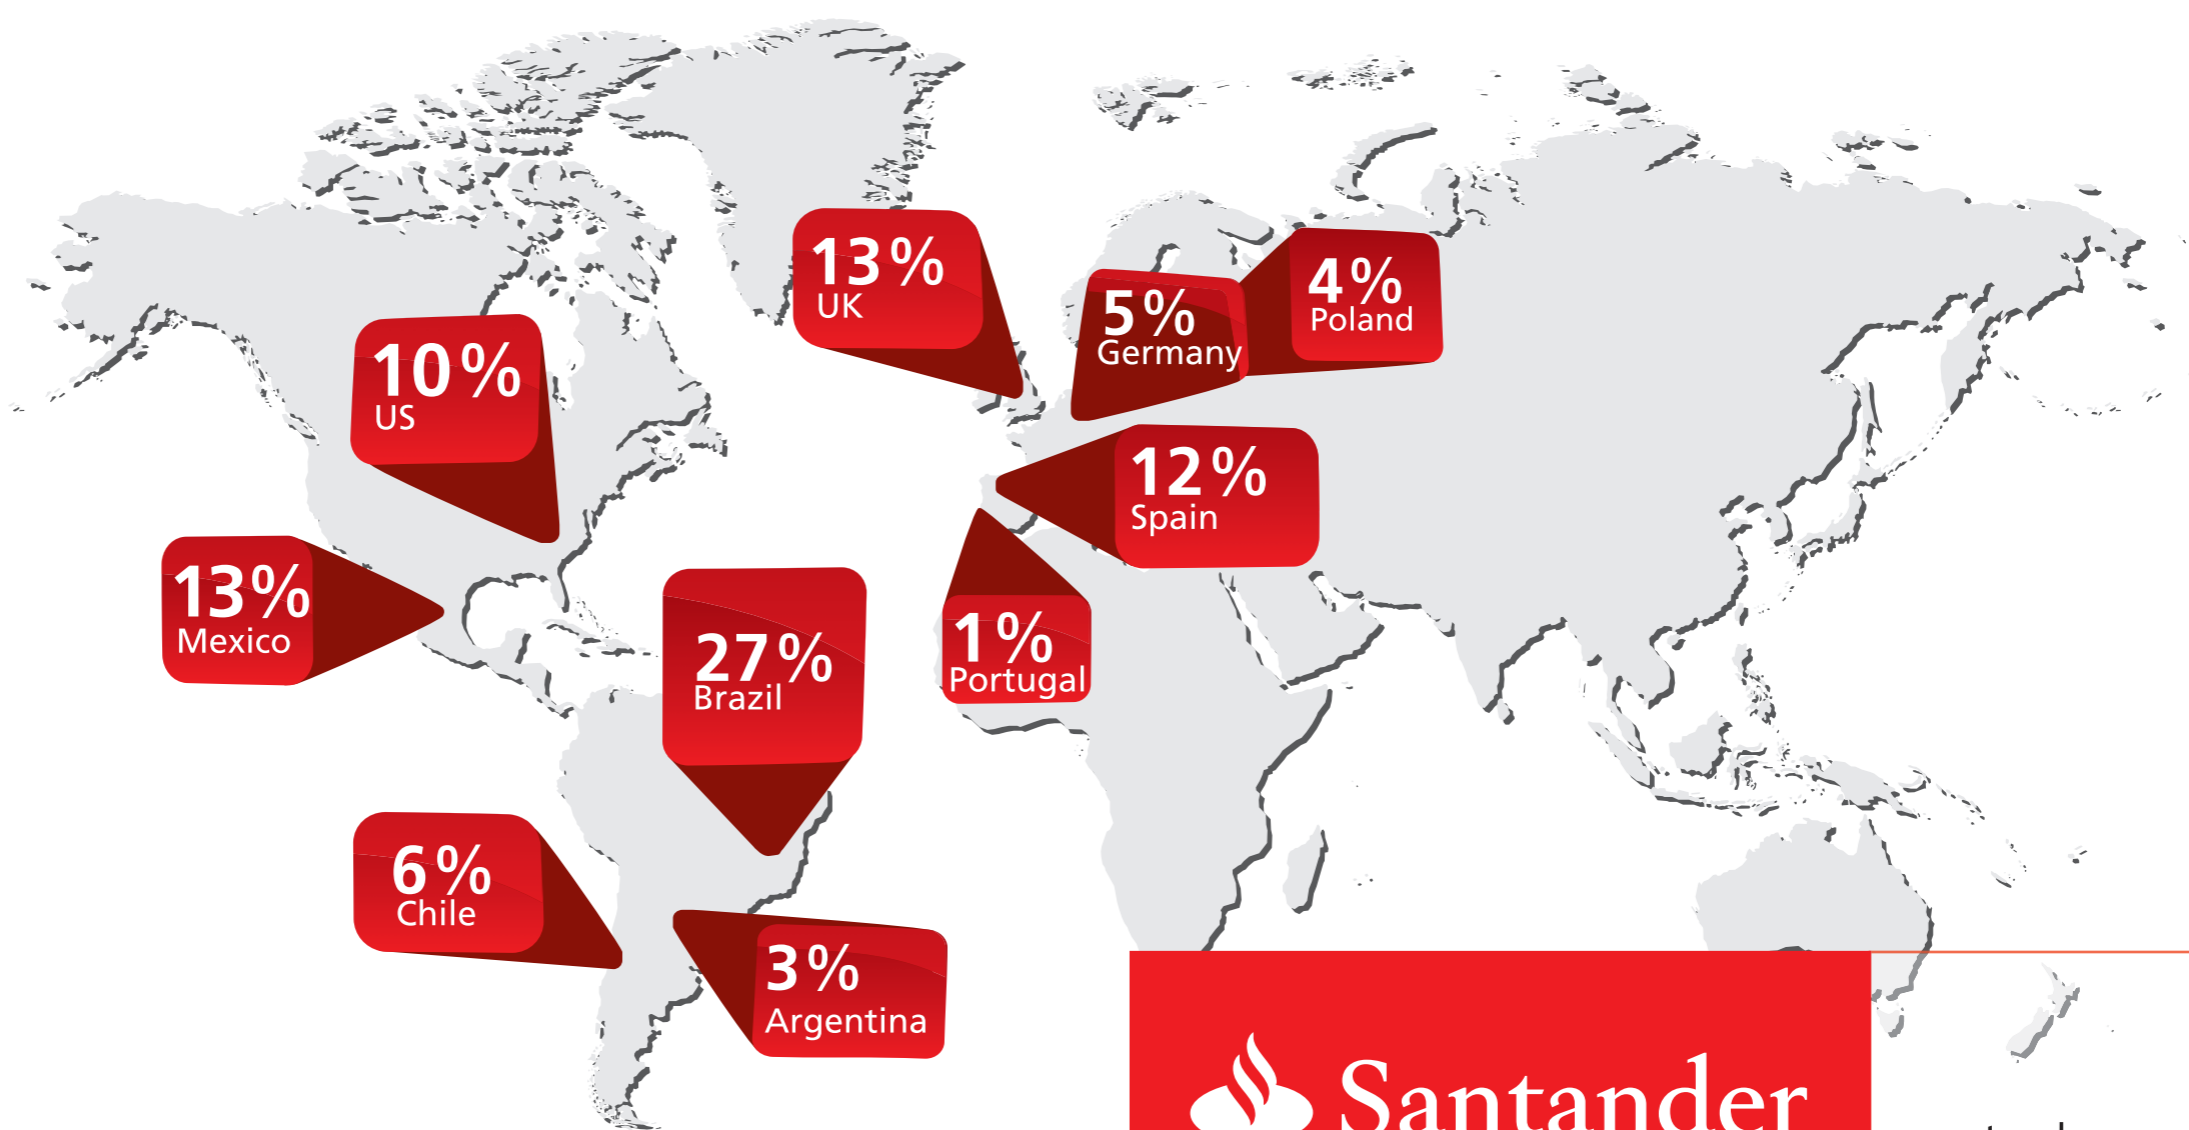 13%
UK
4%
Poland
5%
Germany
10%
US
12%
Spain
13%
Mexico
27%
Brazil
1%
Portugal
6%
Chile
3%
Argentina
Santander